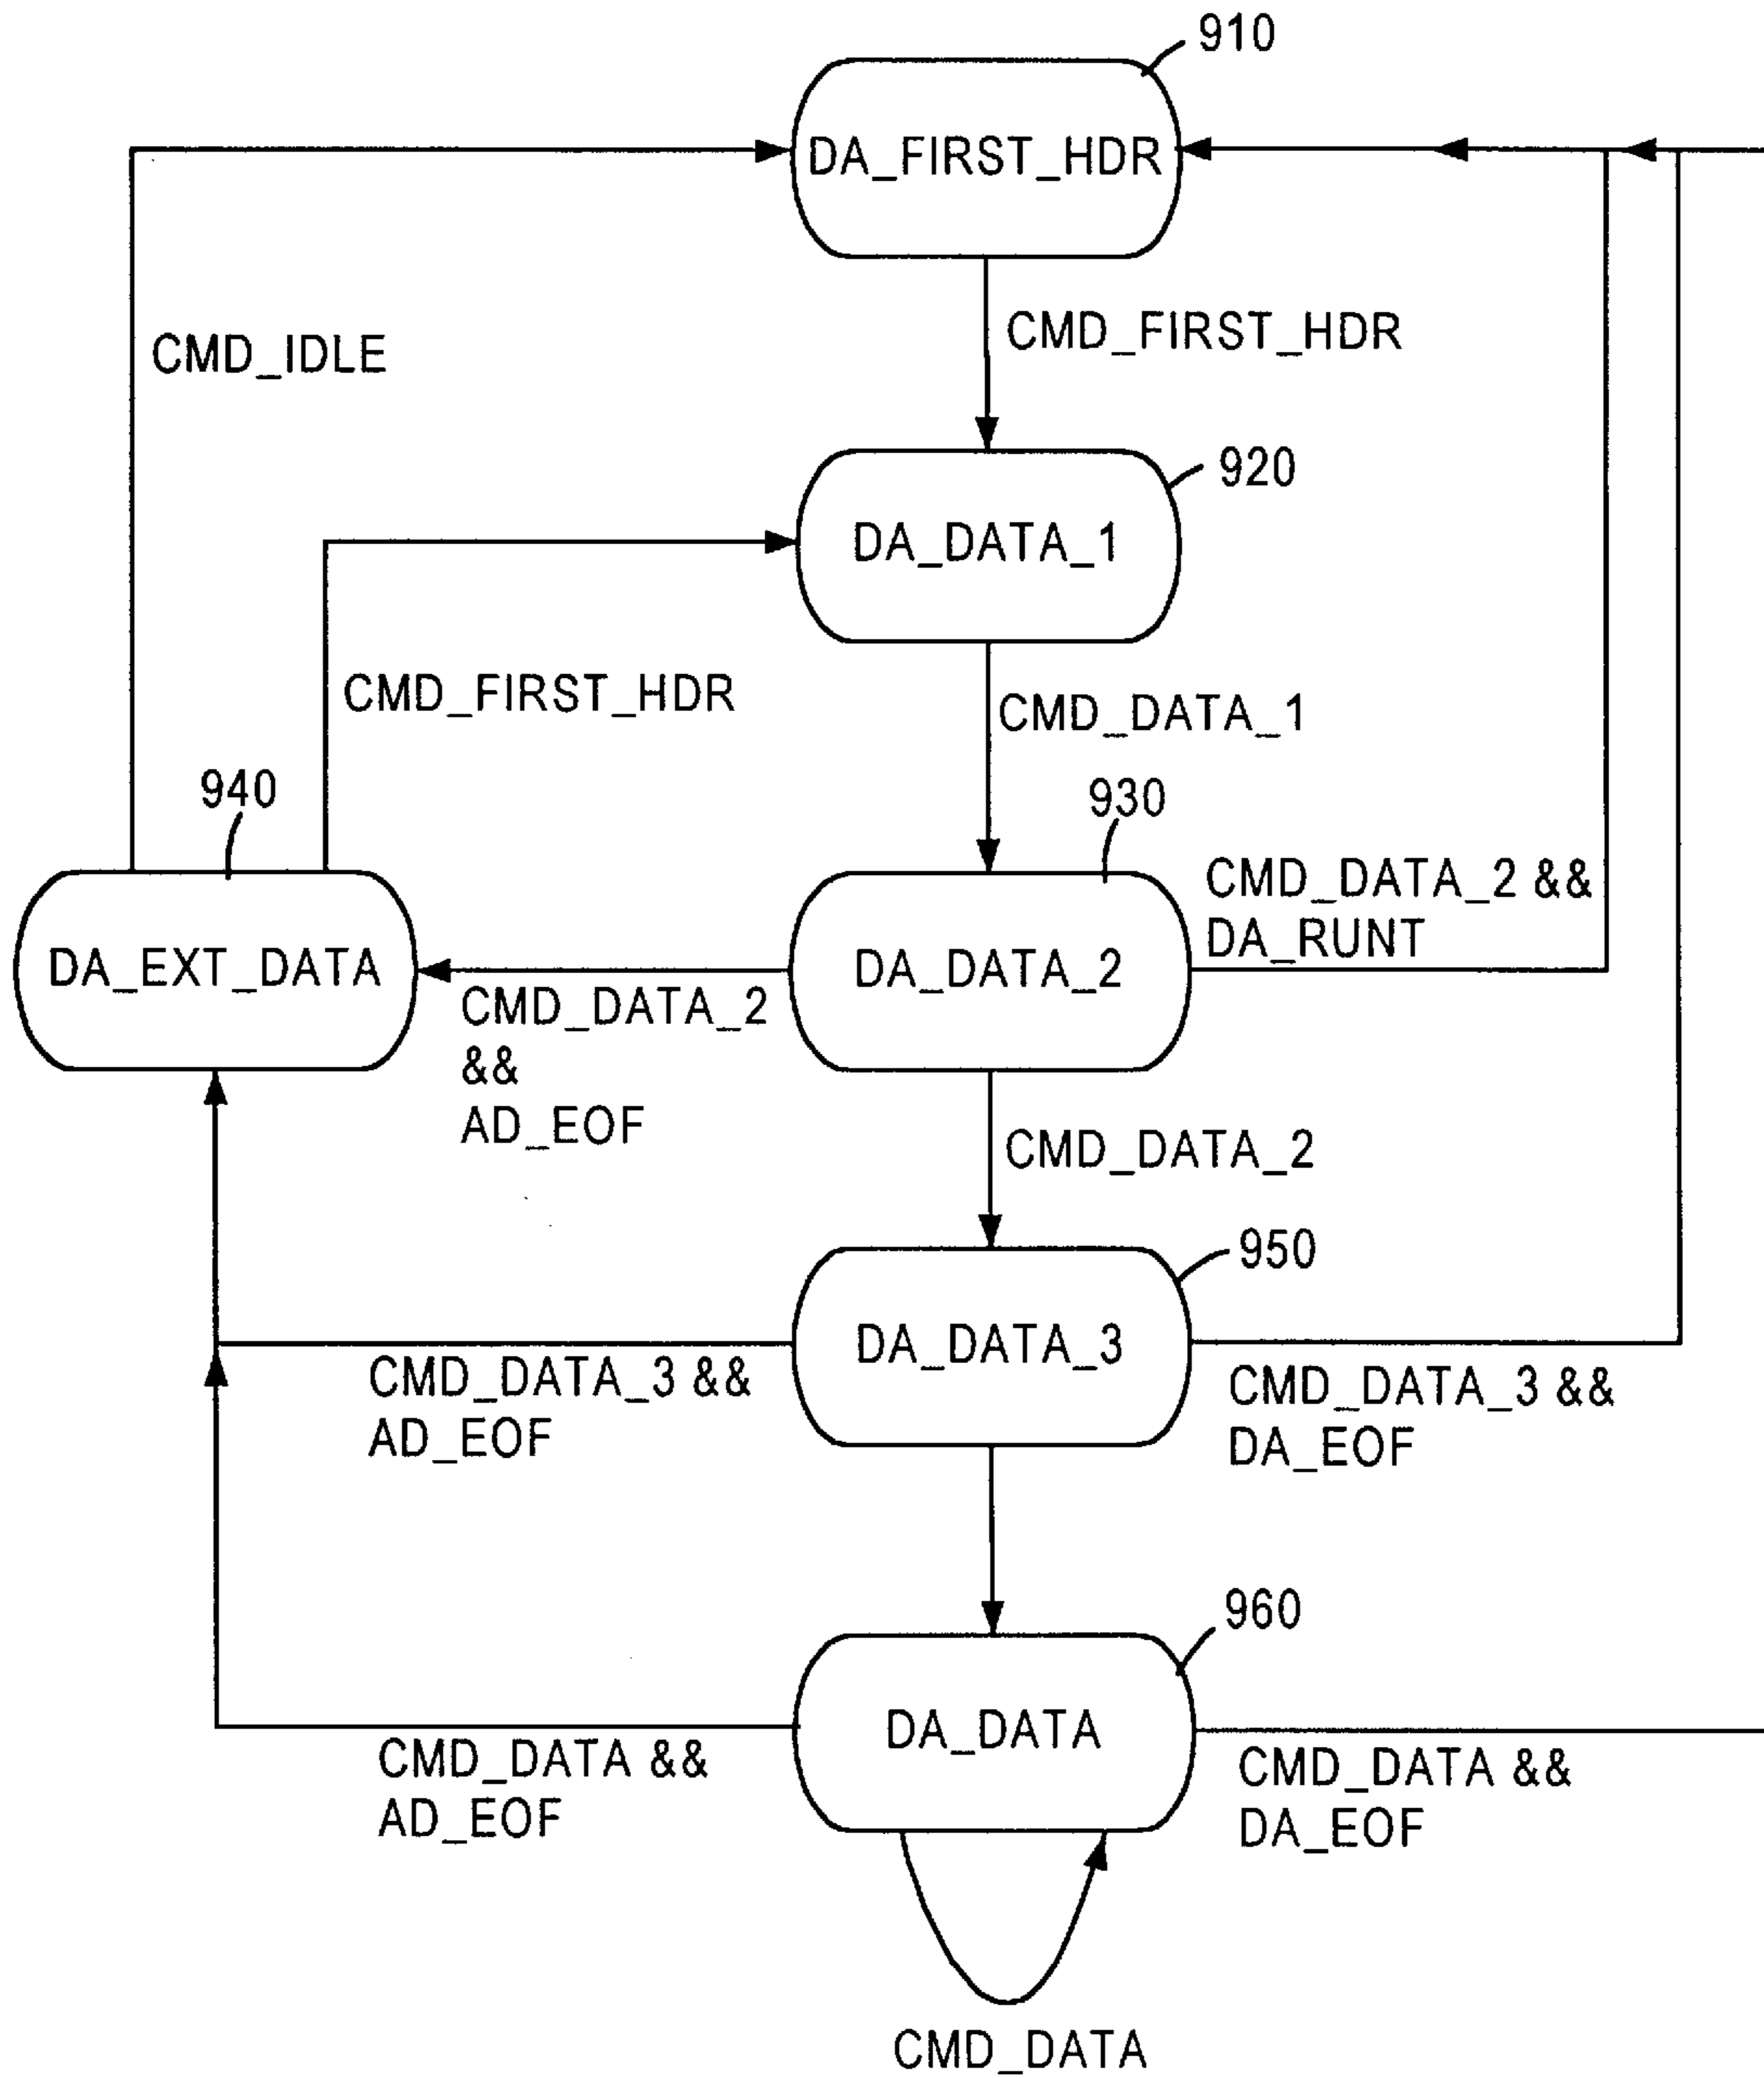 910
DA_FIRST_HDR
CMD_IDLE
CMD_FIRST_HDR
920
DA_DATA_1
CMD_FIRST_HDR
CMD_DATA_1
940
930
CMD_DATA_2 &&
DA_RUNT
DA_EXT_DATA
DA_DATA_2
CMD_DATA_2
&&
AD_EOF
CMD_DATA_2
950
DA_DATA_3
CMD_DATA_3 &&
AD_EOF
CMD_DATA_3 &&
DA_EOF
960
DA_DATA
CMD_DATA &&
AD_EOF
CMD_DATA &&
DA_EOF
CMD_DATA